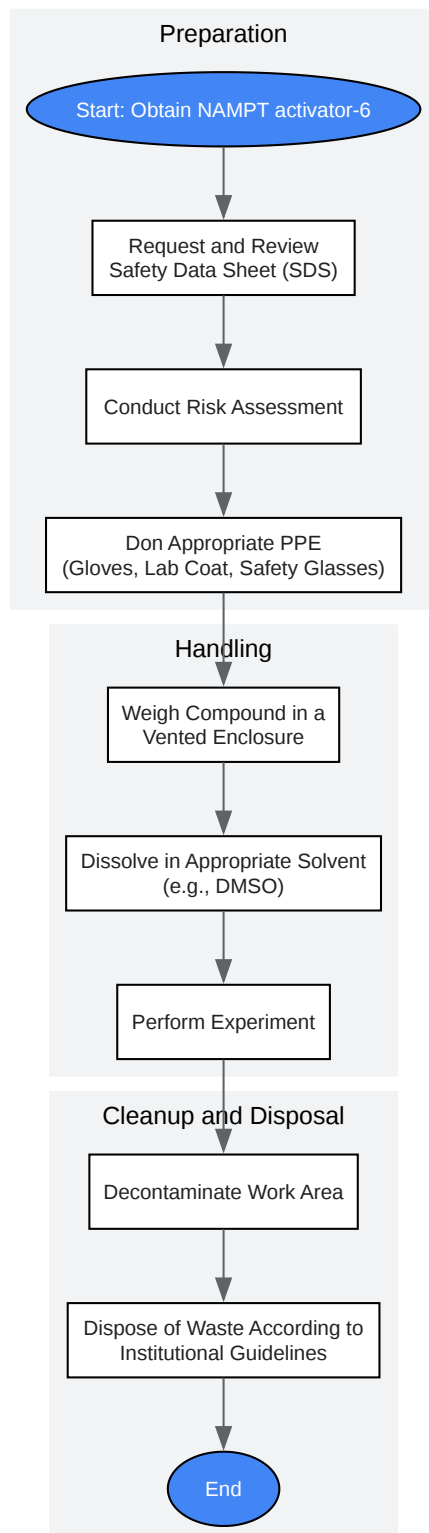 Preparation
Start: Obtain NAMPT activator-6
Request and Review
Safety Data Sheet (SDS)
Conduct Risk Assessment
Don Appropriate PPE
(Gloves, Lab Coat, Safety Glasses)
Handling
Weigh Compound in a
Vented Enclosure
Dissolve in Appropriate Solvent
(e.g., DMSO)
Perform Experiment
Cleanup and Disposal
Decontaminate Work Area
Dispose of Waste According to
Institutional Guidelines
End